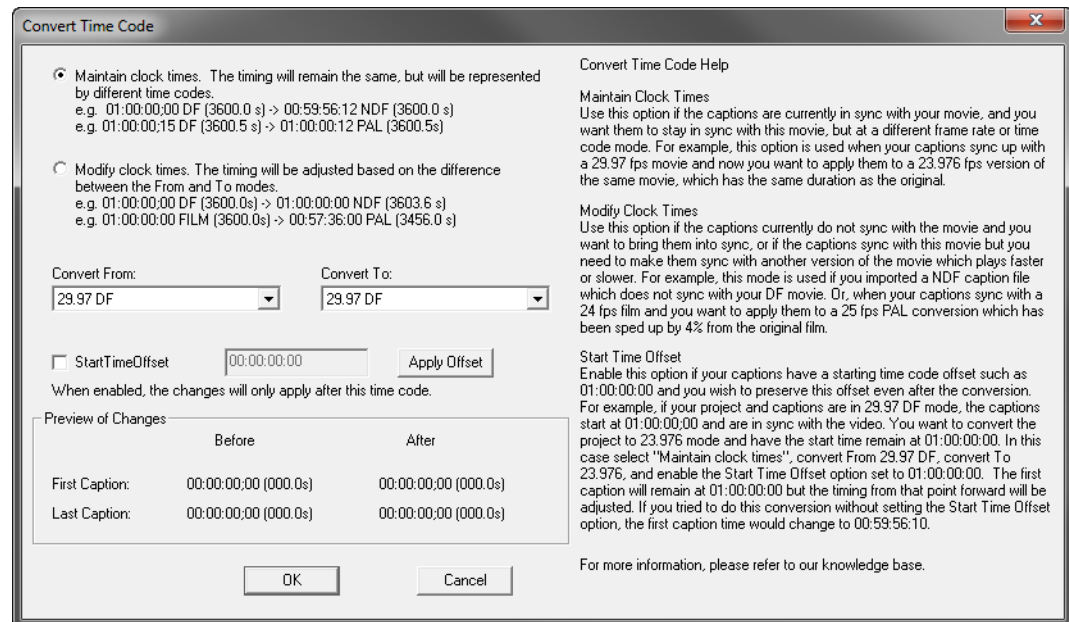 Convert Time Code
Maintain clock times. The timing will remain the same, but will be represented
by different time codes.
e.g. 01:00:00;00 DF (3600.0 s) -> 00:59:56:12 NDF (3600.0 s)
e.g. 01:00:00;15 DF (3600.5 s) -> 01:00:00:12 PAL (3600.5s)
Modify clock times. The timing will be adjusted based on the difference
between the From and To modes.
e.g. 01:00:00;00 DF (3600.0s) -> 01:00:00:00 NDF (3603.6 s)
e.g. 01:00:00:00 FILM (3600.0s) -> 00:57:36:00 PAL (3456.0 s)
Convert From:
Convert To:
29.97 DF
29.97 DF
StartTimeOffset
00:00:00:00
Apply Offset
When enabled, the changes will only apply after this time code.
Preview of Changes
Before
After
First Caption:
00:00:00;00 (000.0s)
00:00:00;00 (000.0s)
Last Caption:
00:00:00;00 (000.0s)
00:00:00;00 (000.0s)
OK
Cancel
Convert Time Code Help
Maintain Clock Times
Use this option if the captions are currently in sync with your movie, and you
want them to stay in sync with this movie, but at a different frame rate or time
code mode. For example, this option is used when your captions sync up with
a 29.97 fps movie and now you want to apply them to a 23.976 fps version of
the same movie, which has the same duration as the original.
Modify Clock Times
Use this option if the captions currently do not sync with the movie and you
want to bring them into sync, or if the captions sync with this movie but you
need to make them sync with another version of the movie which plays faster
or slower. For example, this mode is used if you imported a NDF caption file
which does not sync with your DF movie. Or, when your captions sync with a
24 fps film and you want to apply them to a 25 fps PAL conversion which has
been sped up by 4% from the original film.
Start Time Offset
Enable this option if your captions have a starting time code offset such as
01:00:00:00 and you wish to preserve this offset even after the conversion.
For example, if your project and captions are in 29.97 DF mode, the captions
start at 01:00:00;00 and are in sync with the video. You want to convert the
project to 23.976 mode and have the start time remain at 01:00:00:00. In this
case select "Maintain clock times", convert From 29.97 DF, convert To
23.976, and enable the Start Time Offset option set to 01:00:00:00. The first
caption will remain at 01:00:00:00 but the timing from that point forward will be
adjusted. If you tried to do this conversion without setting the Start Time Offset
option, the first caption time would change to 00:59:56:10.
For more information, please refer to our knowledge base.